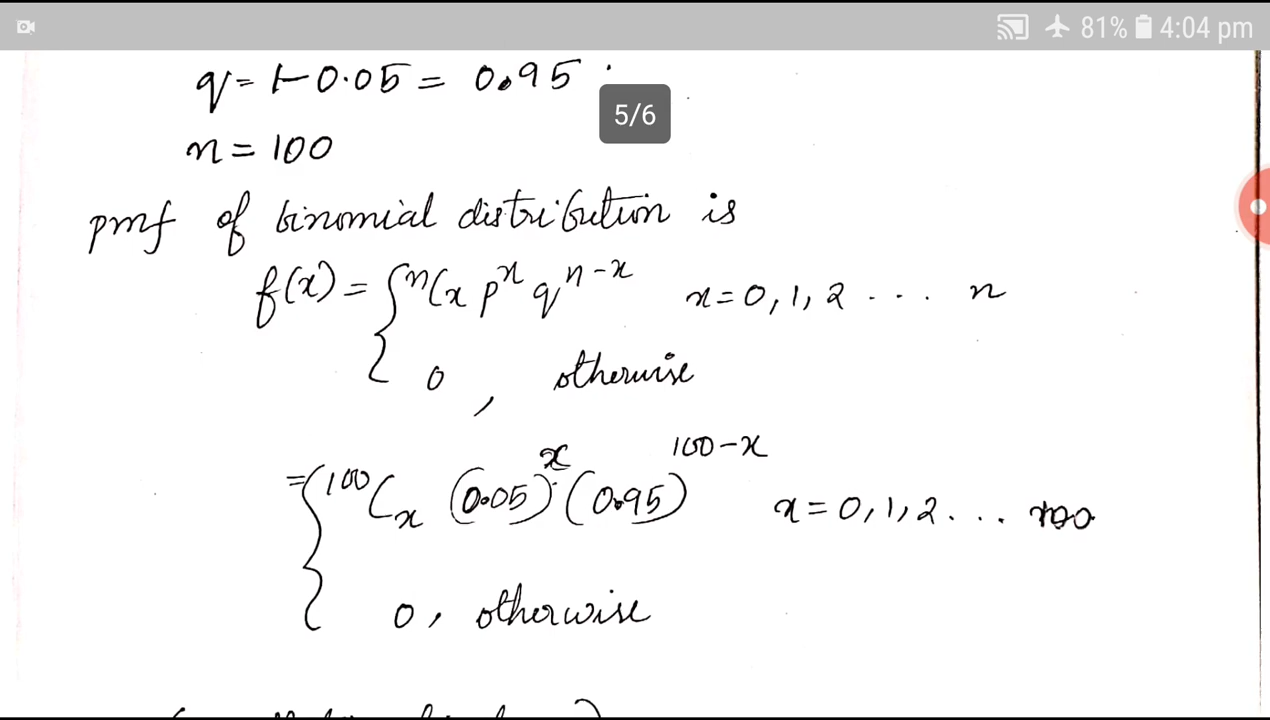 81% 4:04 pm
q = 1-0.05 = 0.95
5/6
n = 100
pmf of binomial distribution is
f(x) = { nCx p^x q^n-x x = 0, 1, 2 ... n
0, otherwise
= { 100Cx (0.05)^x (0.95)^100-x x = 0, 1, 2 ... 100
0, otherwise